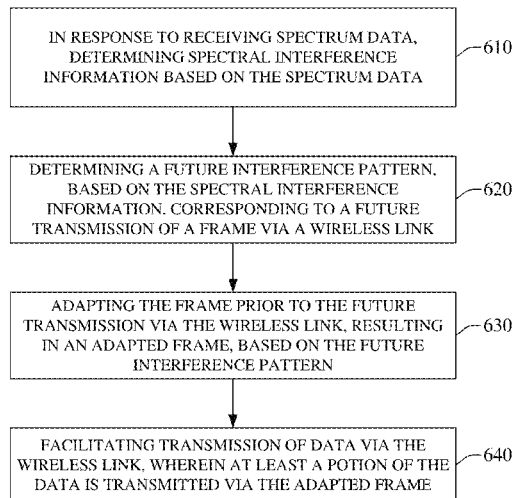 IN RESPONSE TO RECEIVING SPECTRUM DATA,
DETERMINING SPECTRAL INTERFERENCE
INFORMATION BASED ON THE SPECTRUM DATA
610
DETERMINING A FUTURE INTERFERENCE PATTERN,
BASED ON THE SPECTRAL INTERFERENCE
INFORMATION, CORRESPONDING TO A FUTURE
TRANSMISSION OF A FRAME VIA A WIRELESS LINK
620
ADAPTING THE FRAME PRIOR TO THE FUTURE
TRANSMISSION VIA THE WIRELESS LINK, RESULTING
IN AN ADAPTED FRAME, BASED ON THE FUTURE
INTERFERENCE PATTERN
630
FACILITATING TRANSMISSION OF DATA VIA THE
WIRELESS LINK, WHEREIN AT LEAST A POTION OF THE
DATA IS TRANSMITTED VIA THE ADAPTED FRAME
640